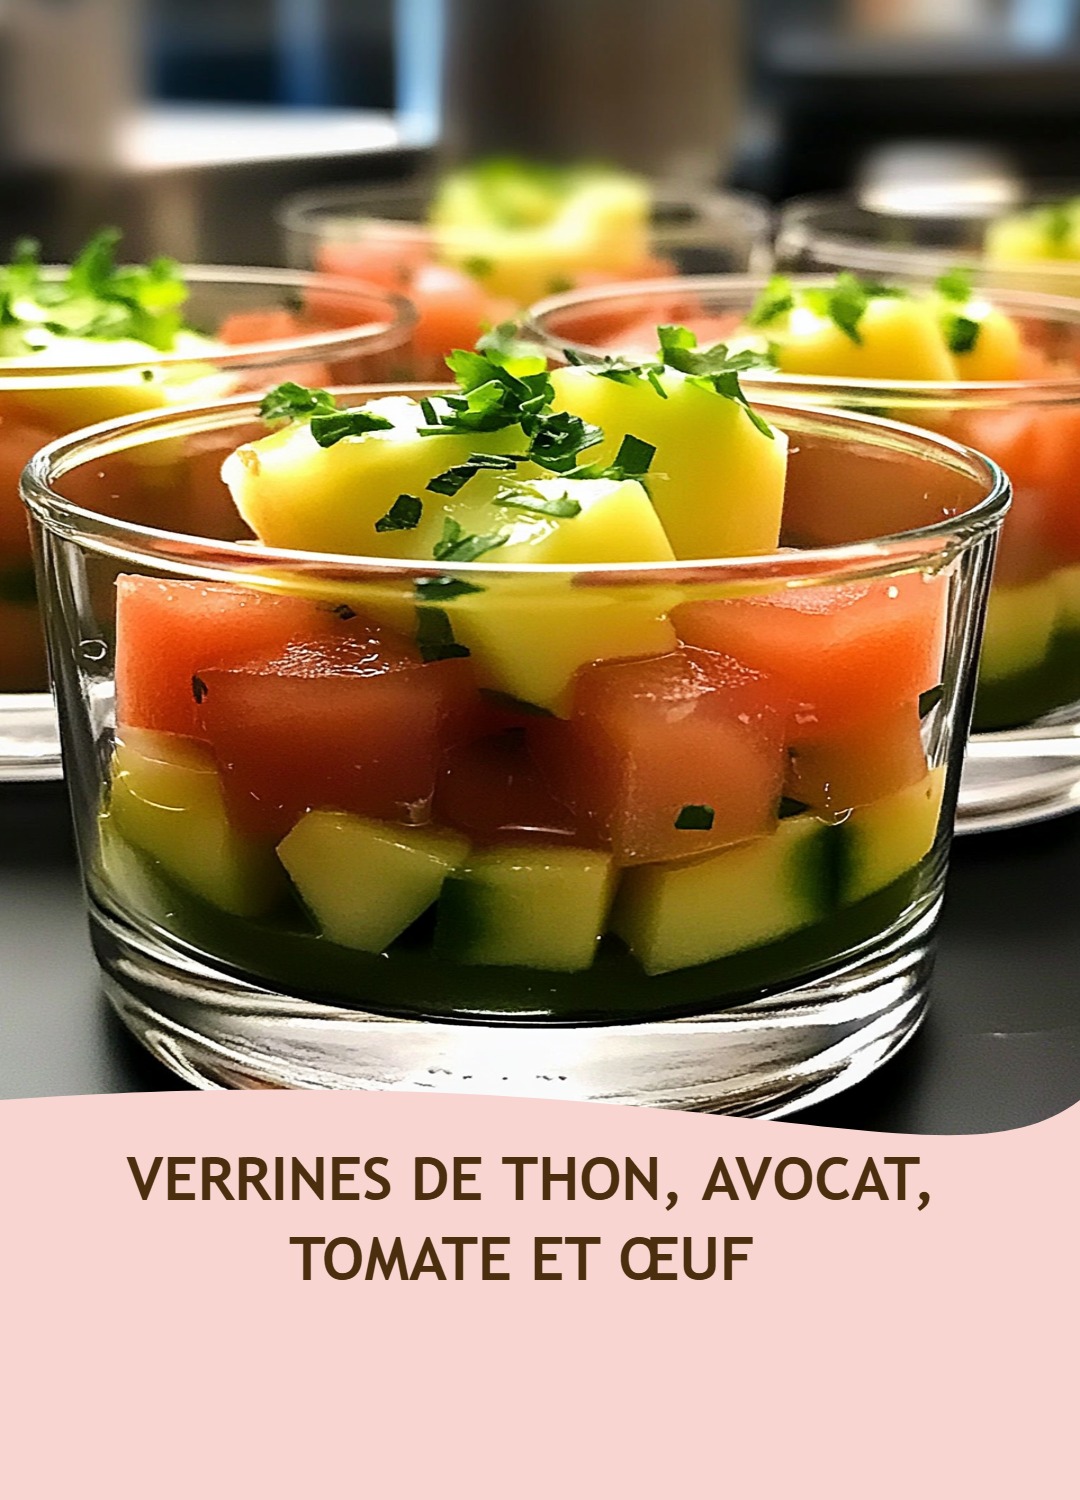 VERRINES DE THON, AVOCAT,
TOMATE ET ŒUF